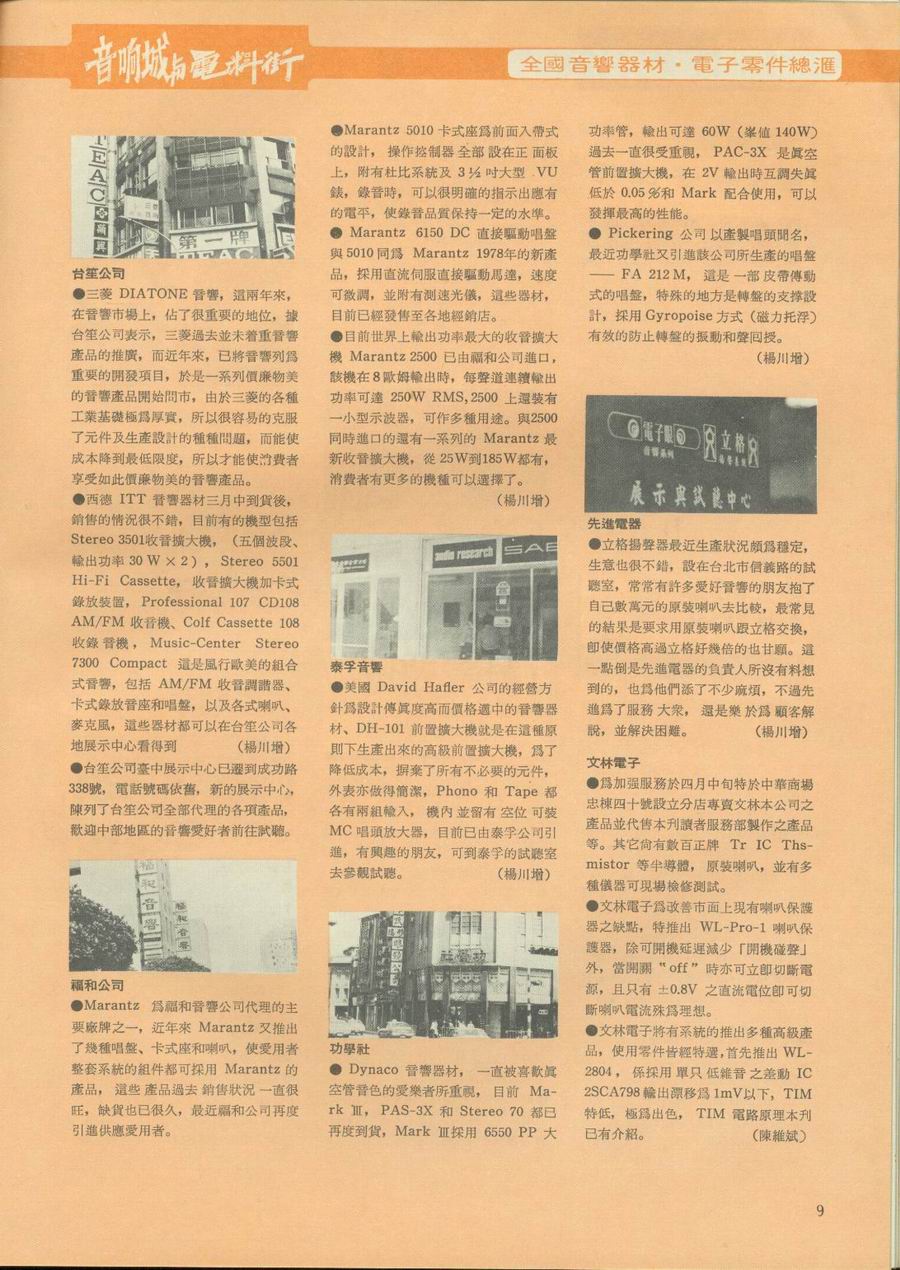 音响城与電料街
全國音響器材・電子零件總滙
TEAC
第一牌
TEAC
台笙公司
●三菱 DIATONE 音響，這兩年來，
在音響市場上，佔了很重要的地位，據
台笙公司表示，三菱過去並未着重音響
產品的推廣，而近年來，已將音響列爲
重要的開發項目，於是一系列價廉物美
的音響產品開始問市，由於三菱的各種
工業基礎極爲厚實，所以很容易的克服
了元件及生產設計的種種問題，而能使
成本降到最低限度，所以才能使消費者
享受如此價廉物美的音響產品。
●西德 ITT 音響器材三月中到貨後，
銷售的情況很不錯，目前有的機型包括
Stereo 3501收音擴大機，（五個波段、
輸出功率 30 W × 2），Stereo 5501
Hi-Fi Cassette，收音擴大機加卡式
錄放裝置，Professional 107 CD108
AM/FM 收音機、Colf Cassette 108
收錄音機，Music-Center Stereo
7300 Compact 這是風行歐美的組合
式音響，包括 AM/FM 收音調諧器、
卡式錄放音座和唱盤，以及各式喇叭、
麥克風，這些器材都可以在台笙公司各
地展示中心看得到　（楊川增）
●台笙公司臺中展示中心已遷到成功路
338號，電話號碼依舊，新的展示中心，
陳列了台笙公司全部代理的各項產品，
歡迎中部地區的音響愛好者前往試聽。
福和音響
福和音響
福和公司
●Marantz 爲福和音響公司代理的主
要廠牌之一，近年來 Marantz 又推出
了幾種唱盤、卡式座和喇叭，使愛用者
整套系統的組件都可採用 Marantz 的
產品，這些產品過去銷售狀況一直很
旺，缺貨也已很久，最近福和公司再度
引進供應愛用者。
●Marantz 5010 卡式座爲前面入帶式
的設計，操作控制器全部設在正面板
上，附有杜比系統及 3½ 吋大型 VU
錶，錄音時，可以很明確的指示出應有
的電平，使錄音品質保持一定的水準。
● Marantz 6150 DC 直接驅動唱盤
與 5010 同爲 Marantz 1978年的新產
品，採用直流伺服直接驅動馬達，速度
可微調，並附有測速光儀，這些器材，
目前已經發售至各地經銷店。
●目前世界上輸出功率最大的收音擴大
機 Marantz 2500 已由福和公司進口，
該機在8歐姆輸出時，每聲道連續輸出
功率可達 250W RMS,2500 上還裝有
一小型示波器，可作多種用途。與2500
同時進口的還有一系列的 Marantz 最
新收音擴大機，從 25W到185W都有，
消費者有更多的機種可以選擇了。
（楊川增）
audio research
SAE
泰孚音響
●美國 David Hafler 公司的經營方
針爲設計傳眞度高而價格適中的音響器
材、DH-101 前置擴大機就是在這種原
則下生產出來的高級前置擴大機，爲了
降低成本，摒棄了所有不必要的元件，
外表亦做得簡潔，Phono 和 Tape 都
各有兩組輸入，機內並留有空位可裝
MC 唱頭放大器，目前已由泰孚公司引
進，有興趣的朋友，可到泰孚的試聽室
去參觀試聽。　（楊川增）
功學社
● Dynaco 音響器材，一直被喜歡眞
空管音色的愛樂者所重視，目前 Ma-
rk Ⅲ，PAS-3X 和 Stereo 70 都已
再度到貨，Mark Ⅲ採用 6550 PP 大
功率管，輸出可達 60W（峯値 140W）
過去一直很受重視，PAC-3X 是眞空
管前置擴大機，在 2V 輸出時互調失眞
低於 0.05％和 Mark 配合使用，可以
發揮最高的性能。
● Pickering 公司以產製唱頭聞名，
最近功學社又引進該公司所生產的唱盤
—— FA 212 M，這是一部皮帶傳動
式的唱盤，特殊的地方是轉盤的支撐設
計，採用 Gyropoise 方式（磁力托浮）
有效的防止轉盤的振動和聲回授。
（楊川增）
電子眼
音響系列
立格
展示與試聽中心
先進電器
●立格揚聲器最近生產狀況頗爲穩定，
生意也很不錯，設在台北市信義路的試
聽室，常常有許多愛好音響的朋友抱了
自己數萬元的原裝喇叭去比較，最常見
的結果是要求用原裝喇叭跟立格交換，
即使價格高過立格好幾倍的也甘願。這
一點倒是先進電器的負責人所沒有料想
到的，也爲他們添了不少麻煩，不過先
進爲了服務大衆，還是樂於爲顧客解
說，並解決困難。　（楊川增）
文林電子
●爲加强服務於四月中旬特於中華商場
忠棟四十號設立分店專賣文林本公司之
產品並代售本刊讀者服務部製作之產品
等。其它尙有數百正牌 Tr IC Ths-
mistor 等半導體，原裝喇叭，並有多
種儀器可現場檢修測試。
●文林電子爲改善市面上現有喇叭保護
器之缺點，特推出 WL-Pro-1 喇叭保
護器，除可開機延遲減少「開機碰聲」
外，當開關 〝off〞時亦可立即切斷電
源，且只有 ±0.8V 之直流電位即可切
斷喇叭電流殊爲理想。
●文林電子將有系統的推出多種高級產
品，使用零件皆經特選，首先推出 WL-
2804，係採用單只低雜音之差動 IC
2SCA798 輸出漂移爲 1mV以下，TIM
特低，極爲出色，TIM 電路原理本刊
已有介紹。　（陳維斌）
9